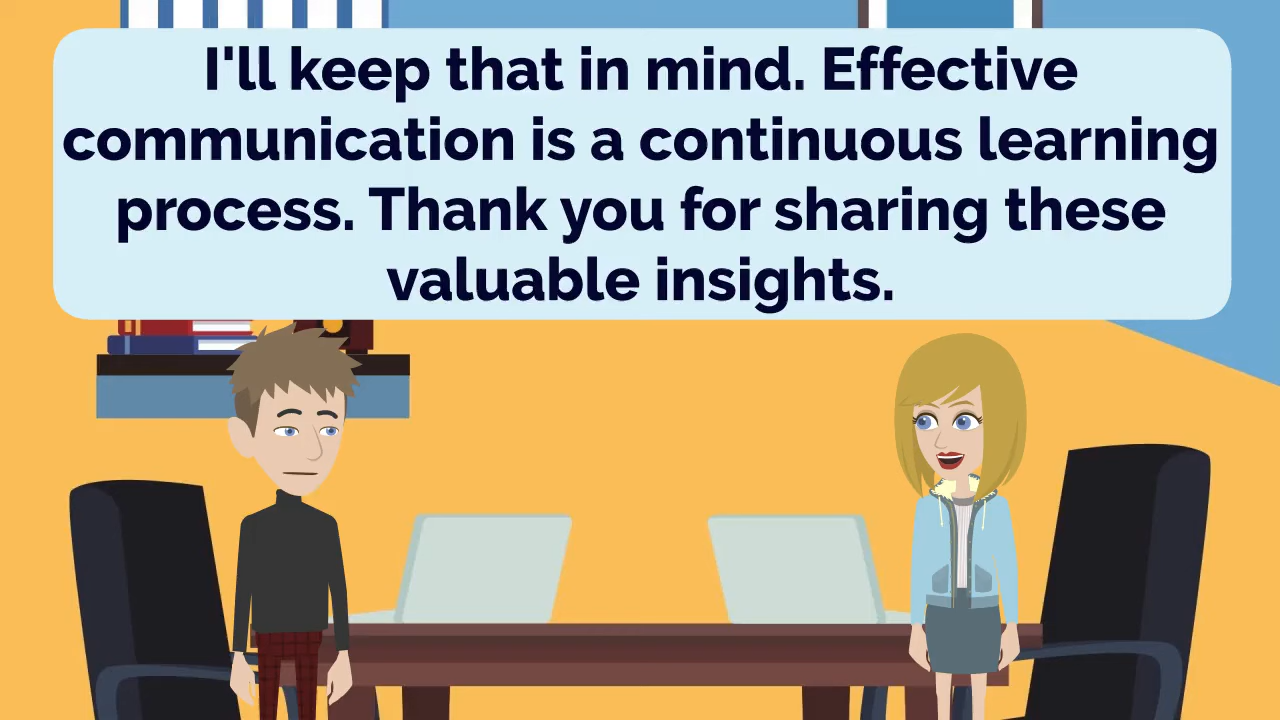 I'll keep that in mind. Effective
communication is a continuous learning
process. Thank you for sharing these
valuable insights.